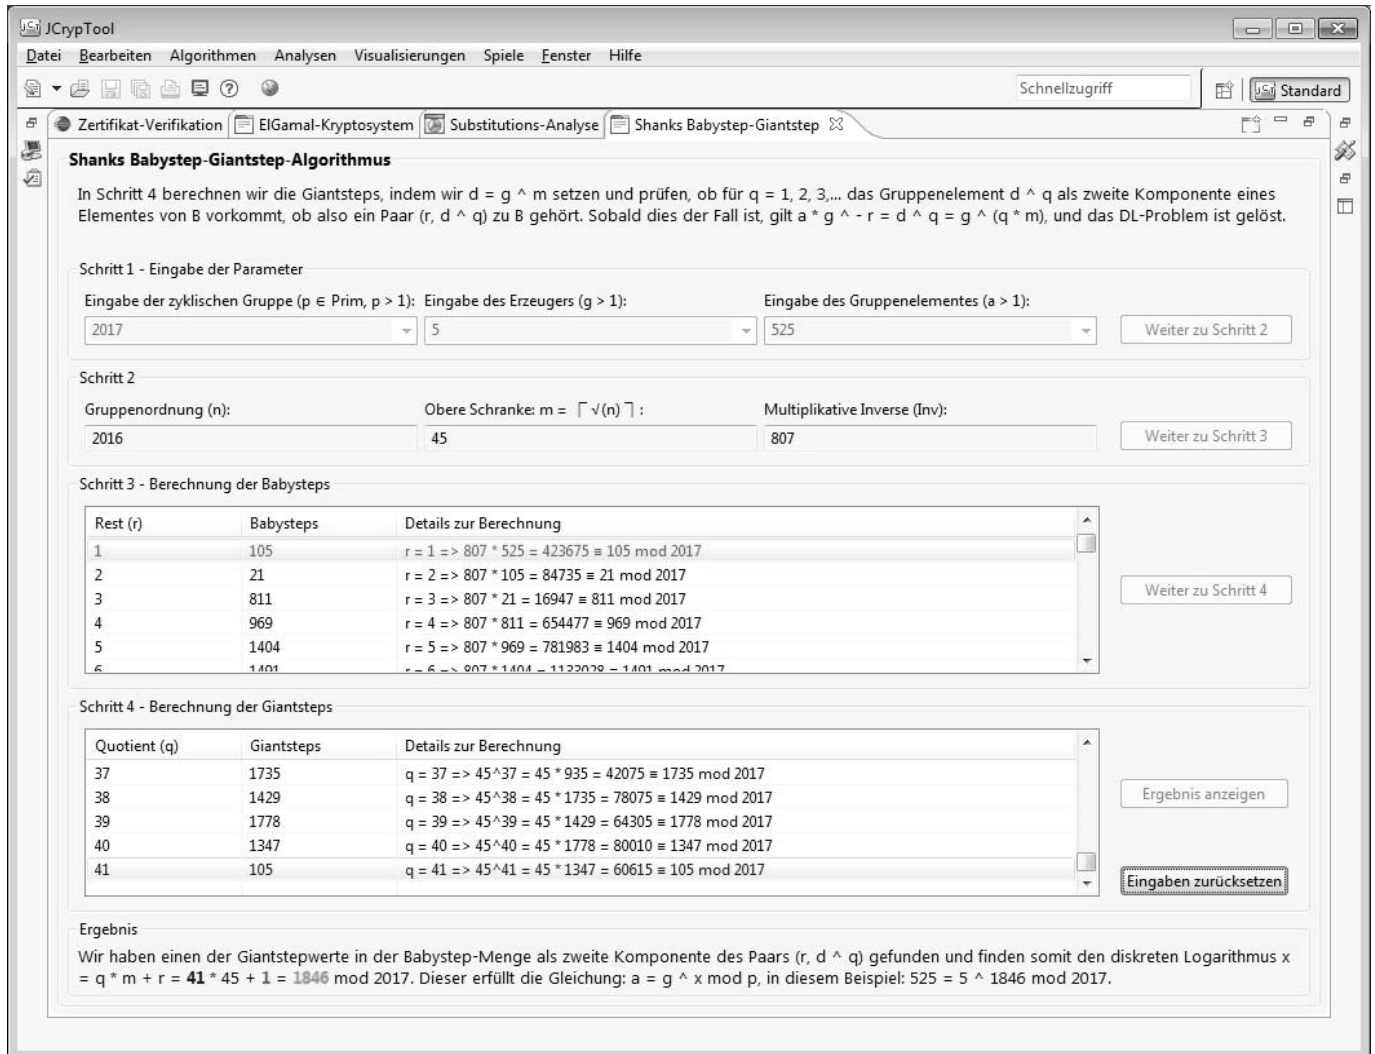 JCrypTool
Datei Bearbeiten Algorithmen Analysen Visualisierungen Spiele Fenster Hilfe
Schnellzugriff Standard
Zertifikat-Verifikation ElGamal-Kryptosystem Substitutions-Analyse Shanks Babystep-Giantstep
Shanks Babystep-Giantstep-Algorithmus
In Schritt 4 berechnen wir die Giantsteps, indem wir d = g ^ m setzen und prüfen, ob für q = 1, 2, 3,... das Gruppenelement d ^ q als zweite Komponente eines
Elementes von B vorkommt, ob also ein Paar (r, d ^ q) zu B gehört. Sobald dies der Fall ist, gilt a * g ^ - r = d ^ q = g ^ (q * m), und das DL-Problem ist gelöst.
Schritt 1 - Eingabe der Parameter
Eingabe der zyklischen Gruppe (p ∈ Prim, p > 1): Eingabe des Erzeugers (g > 1): Eingabe des Gruppenelementes (a > 1):
2017 5 525 Weiter zu Schritt 2
Schritt 2
Gruppenordnung (n): Obere Schranke: m = ⌈ √(n) ⌉ : Multiplikative Inverse (Inv):
2016 45 807 Weiter zu Schritt 3
Schritt 3 - Berechnung der Babysteps
Rest (r) Babysteps Details zur Berechnung
1 105 r = 1 => 807 * 525 = 423675 ≡ 105 mod 2017
2 21 r = 2 => 807 * 105 = 84735 ≡ 21 mod 2017
3 811 r = 3 => 807 * 21 = 16947 ≡ 811 mod 2017
4 969 r = 4 => 807 * 811 = 654477 ≡ 969 mod 2017
5 1404 r = 5 => 807 * 969 = 781983 ≡ 1404 mod 2017
6 1491 r = 6 => 807 * 1404 = 1133028 ≡ 1491 mod 2017
Weiter zu Schritt 4
Schritt 4 - Berechnung der Giantsteps
Quotient (q) Giantsteps Details zur Berechnung
37 1735 q = 37 => 45^37 = 45 * 935 = 42075 ≡ 1735 mod 2017
38 1429 q = 38 => 45^38 = 45 * 1735 = 78075 ≡ 1429 mod 2017
39 1778 q = 39 => 45^39 = 45 * 1429 = 64305 ≡ 1778 mod 2017
40 1347 q = 40 => 45^40 = 45 * 1778 = 80010 ≡ 1347 mod 2017
41 105 q = 41 => 45^41 = 45 * 1347 = 60615 ≡ 105 mod 2017
Ergebnis anzeigen
Eingaben zurücksetzen
Ergebnis
Wir haben einen der Giantstepwerte in der Babystep-Menge als zweite Komponente des Paars (r, d ^ q) gefunden und finden somit den diskreten Logarithmus x
= q * m + r = 41 * 45 + 1 = 1846 mod 2017. Dieser erfüllt die Gleichung: a = g ^ x mod p, in diesem Beispiel: 525 = 5 ^ 1846 mod 2017.